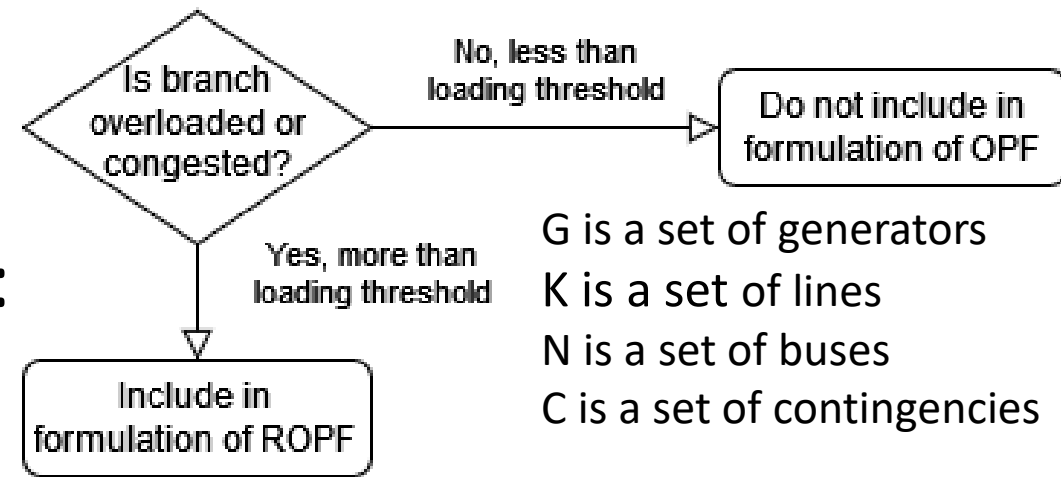 Is branch
overloaded or
congested?
No, less than
loading threshold
Do not include in
formulation of OPF
Yes, more than
loading threshold
:
Include in
formulation of ROPF
G is a set of generators
K is a set of lines
N is a set of buses
C is a set of contingencies